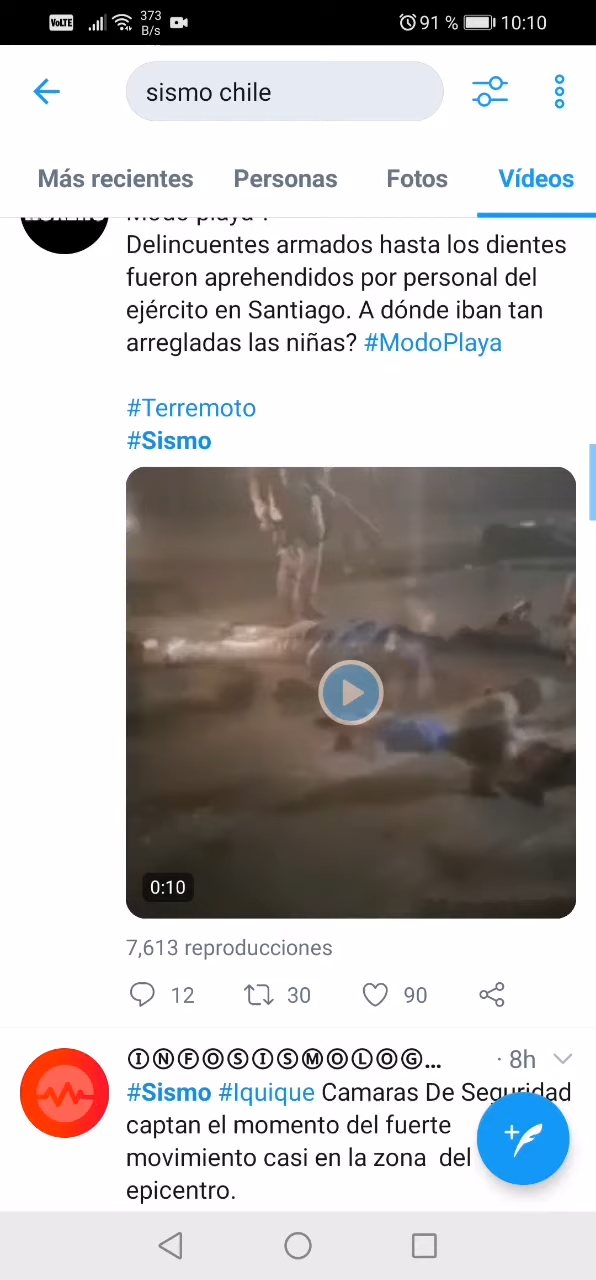 VoLTE 373 B/s 91 % 10:10
sismo chile
Más recientes Personas Fotos Vídeos
Modo playa !
Delincuentes armados hasta los dientes
fueron aprehendidos por personal del
ejército en Santiago. A dónde iban tan
arregladas las niñas? #ModoPlaya
#Terremoto
#Sismo
0:10
7,613 reproducciones
12 30 90
ⒾⓃⒻⓄⓈⒾⓈⓂⓄⓁⓄⒼ... · 8h
#Sismo #Iquique Camaras De Seguridad
captan el momento del fuerte
movimiento casi en la zona del
epicentro.